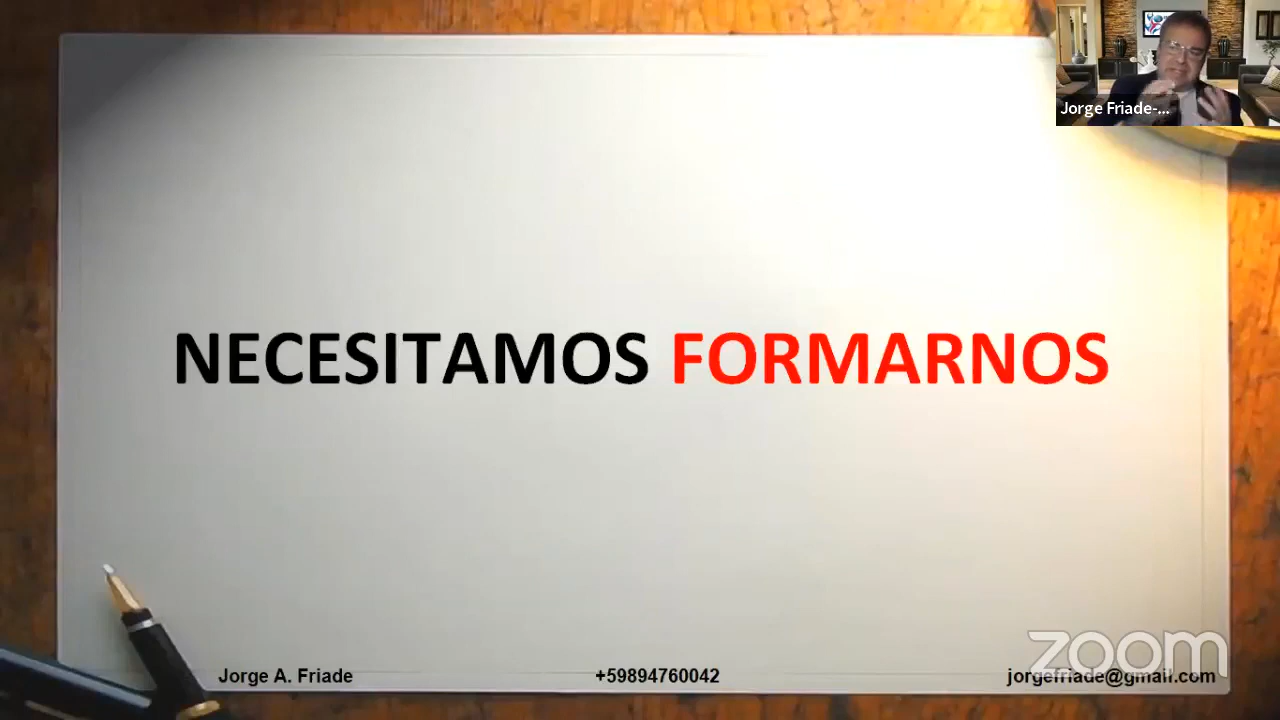 Jorge Friade-...
NECESITAMOS FORMARNOS
zoom
Jorge A. Friade +59894760042 jorgefriade@gmail.com